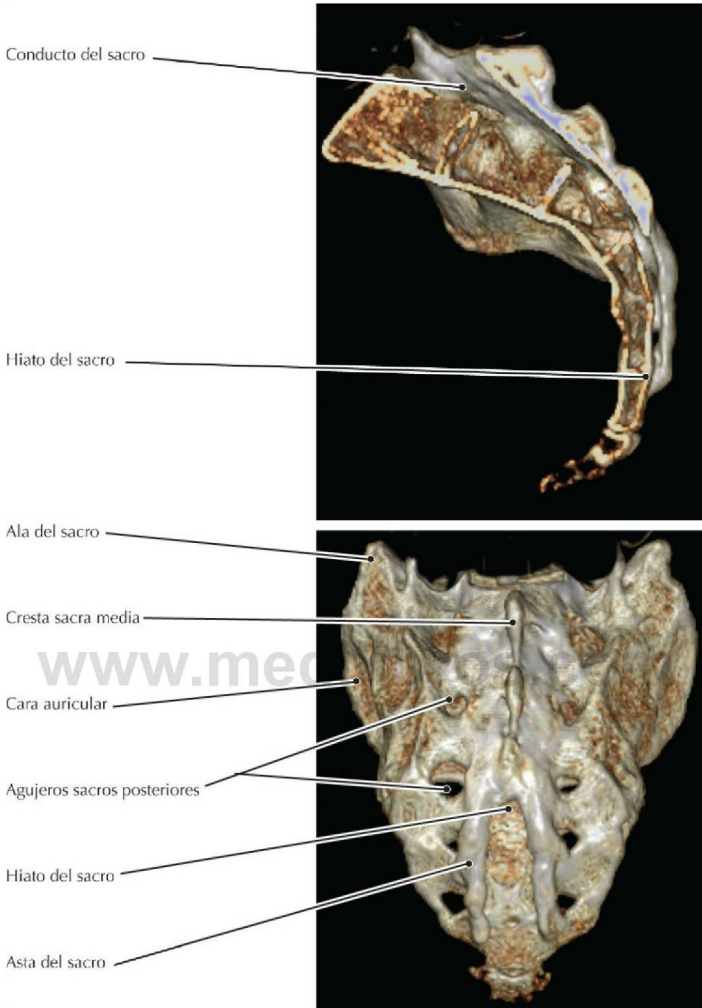 Conducto del sacro
Hiato del sacro
Ala del sacro
Cresta sacra media
Cara auricular
Agujeros sacros posteriores
Hiato del sacro
Asta del sacro